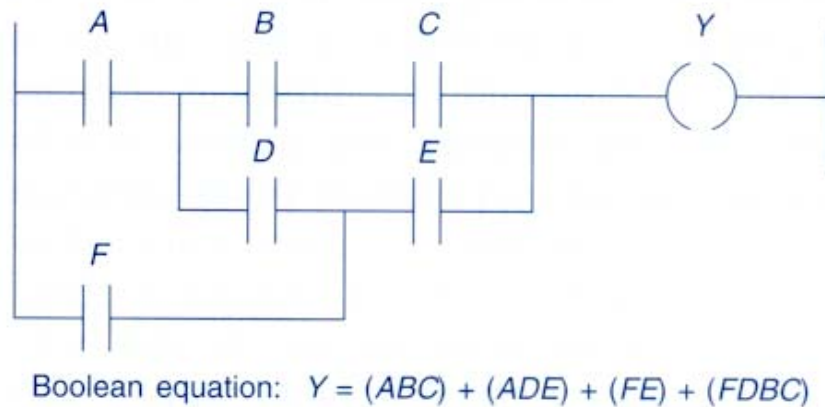 A
B
C
Y
D
E
F
Boolean equation: Y = (ABC) + (ADE) + (FE) + (FDBC)